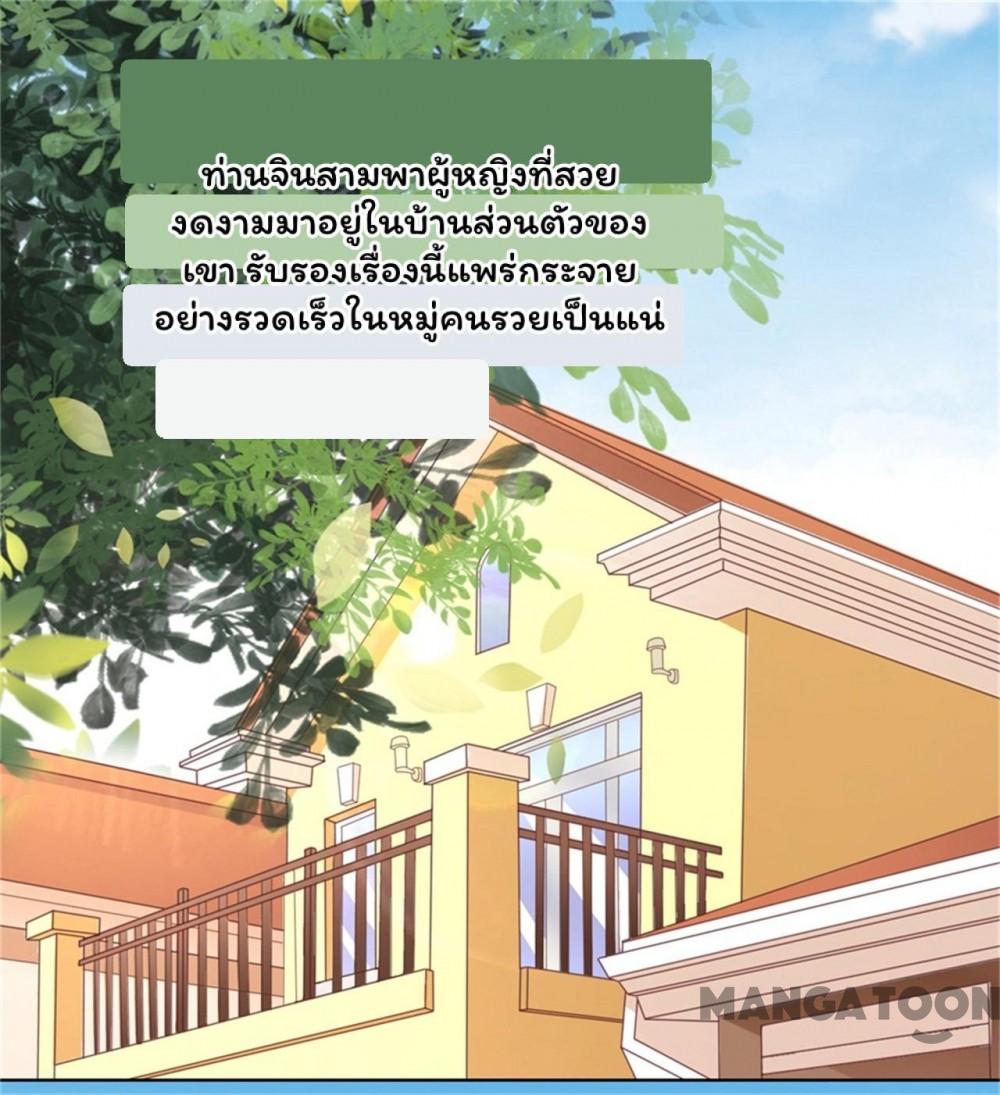 ท่านจินสามพาผู้หญิงที่สวย
งดงามมาอยู่ในบ้านส่วนตัวของ
เขา รับรองเรื่องนี้แพร่กระจาย
อย่างรวดเร็วในหมู่คนรวยเป็นแน่
MANGATOON